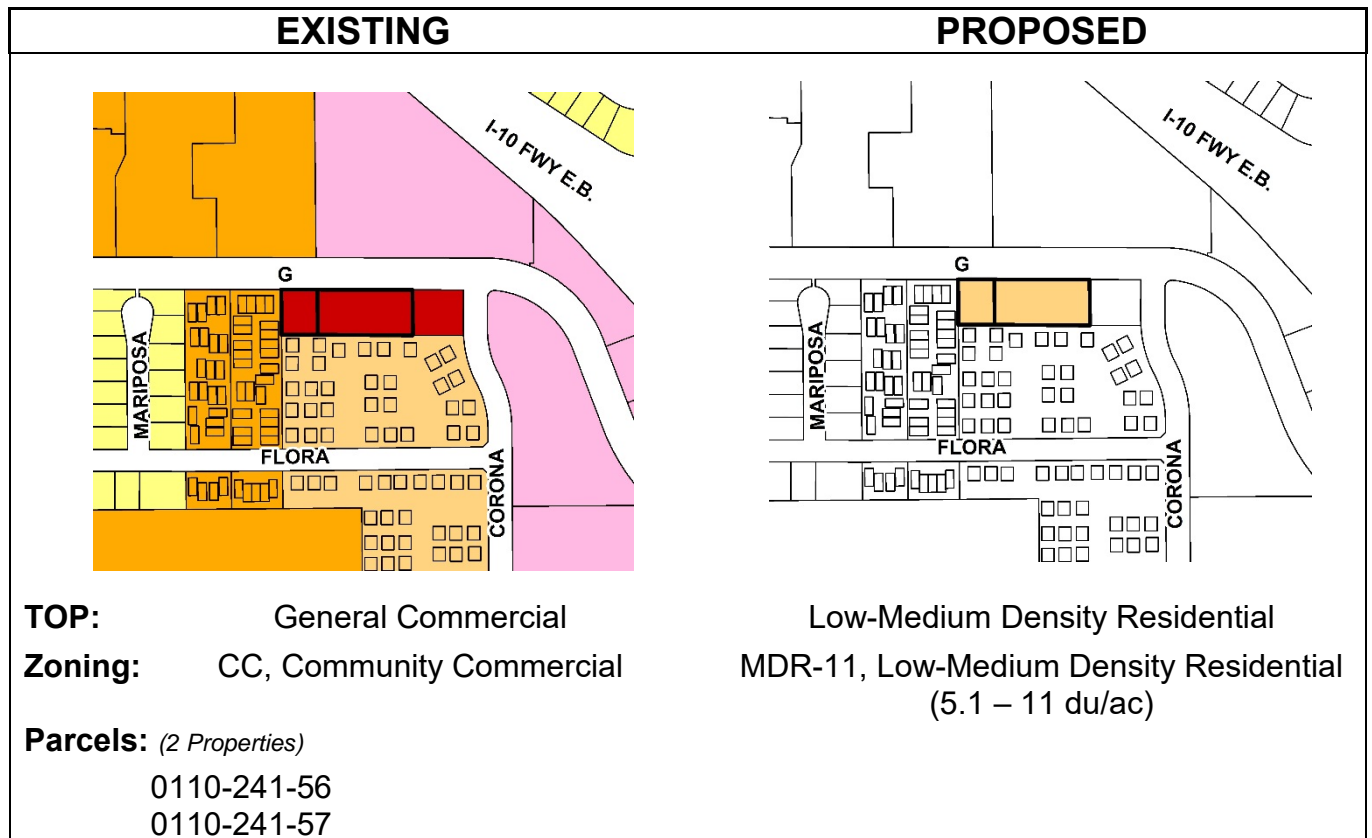 EXISTING PROPOSED
I-10 FWY E.B.
G
MARIPOSA
FLORA
CORONA
I-10 FWY E.B.
G
MARIPOSA
FLORA
CORONA
TOP: General Commercial Low-Medium Density Residential
Zoning: CC, Community Commercial MDR-11, Low-Medium Density Residential
(5.1 – 11 du/ac)
Parcels: (2 Properties)
0110-241-56
0110-241-57